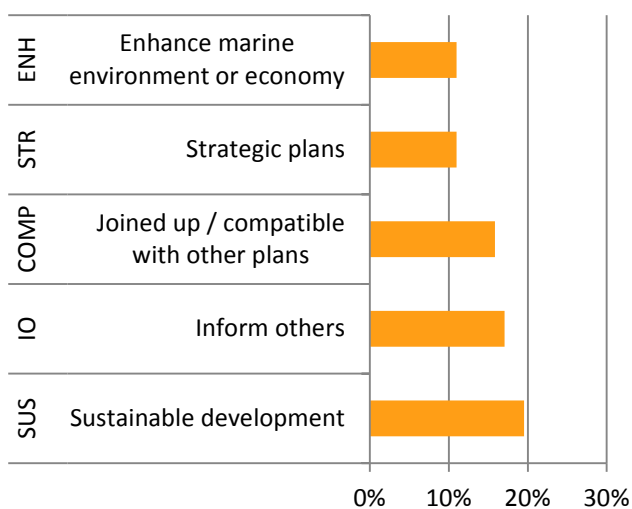 ENH
Enhance marine
environment or economy
STR
Strategic plans
COMP
Joined up / compatible
with other plans
IO
Inform others
SUS
Sustainable development
0% 10% 20% 30%